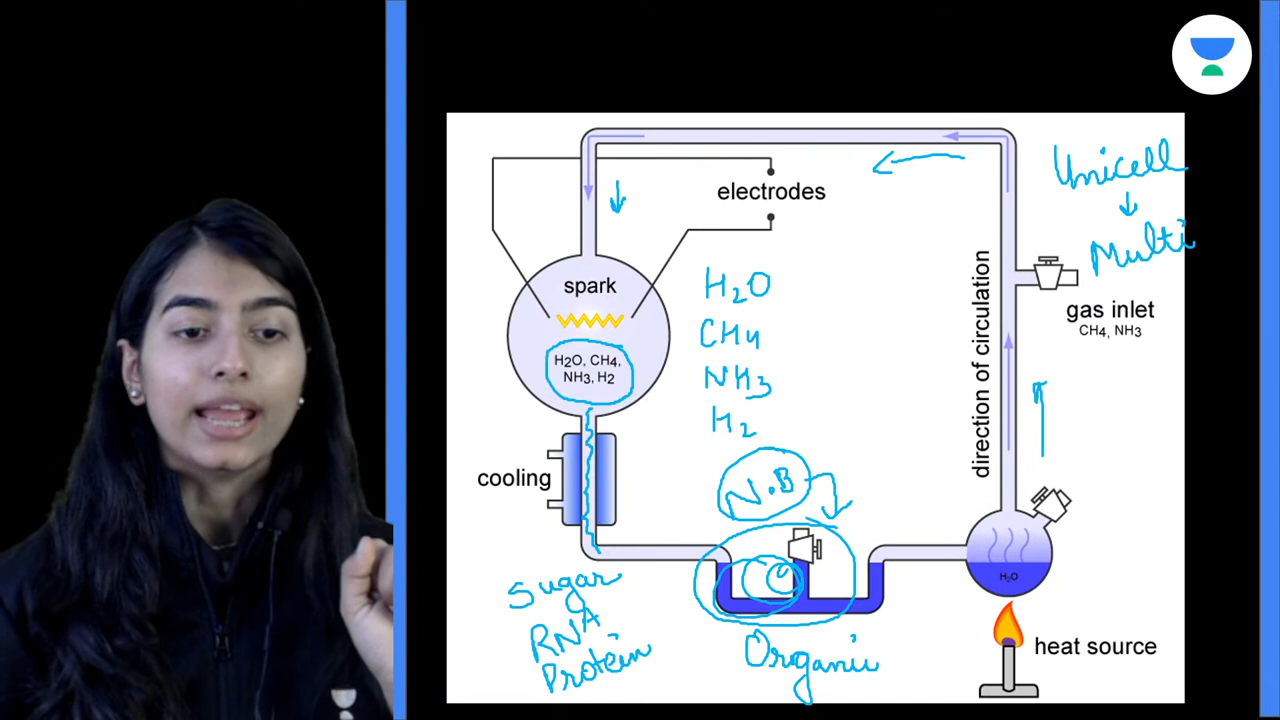 electrodes
spark
H2O, CH4,
NH3, H2
cooling
H2O
CH4
NH3
H2
N.B
Unicell
Multi
direction of circulation
gas inlet
CH4, NH3
H2O
heat source
Sugar
RNA
Protein
Organic